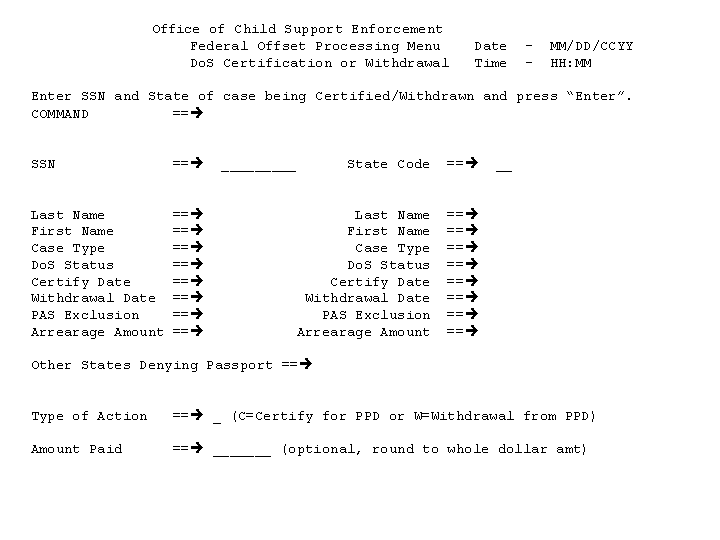 Office of Child Support Enforcement
Federal Offset Processing Menu Date - MM/DD/CCYY
DoS Certification or Withdrawal Time - HH:MM
Enter SSN and State of case being Certified/Withdrawn and press “Enter”.
COMMAND ==➔
SSN ==➔ _________ State Code ==➔ __
Last Name ==➔ Last Name ==➔
First Name ==➔ First Name ==➔
Case Type ==➔ Case Type ==➔
DoS Status ==➔ DoS Status ==➔
Certify Date ==➔ Certify Date ==➔
Withdrawal Date ==➔ Withdrawal Date ==➔
PAS Exclusion ==➔ PAS Exclusion ==➔
Arrearage Amount ==➔ Arrearage Amount ==➔
Other States Denying Passport ==➔
Type of Action ==➔ _ (C=Certify for PPD or W=Withdrawal from PPD)
Amount Paid ==➔ _______ (optional, round to whole dollar amt)